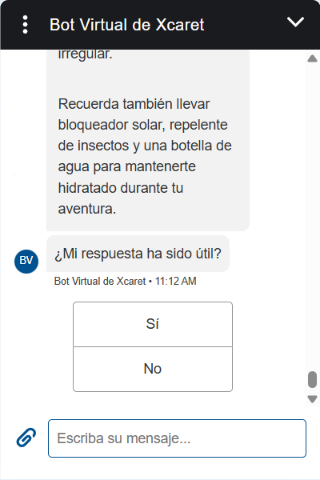 Bot Virtual de Xcaret
irregular.
Recuerda también llevar
bloqueador solar, repelente
de insectos y una botella de
agua para mantenerte
hidratado durante tu
aventura.
BV
¿Mi respuesta ha sido útil?
Bot Virtual de Xcaret • 11:12 AM
Sí
No
Escriba su mensaje...